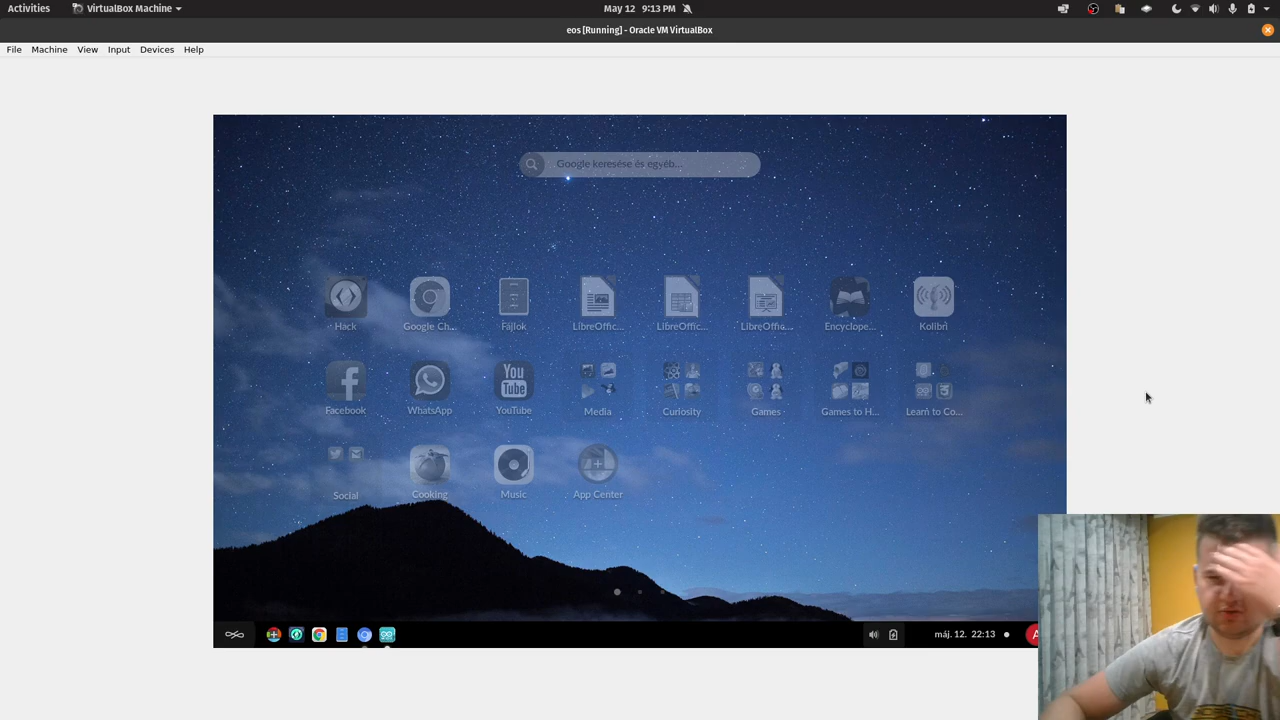 Activities VirtualBox Machine May 12 9:13 PM
eos [Running] - Oracle VM VirtualBox
File Machine View Input Devices Help
Google keresése és egyéb...
Hack Google Ch... Fájlok LibreOffic... LibreOffic... LibreOffic... Encyclope... Kolibri
You
Tube
Facebook WhatsApp YouTube Media Curiosity Games Games to H... Learn to Co...
Social Cooking Music App Center
máj. 12. 22:13